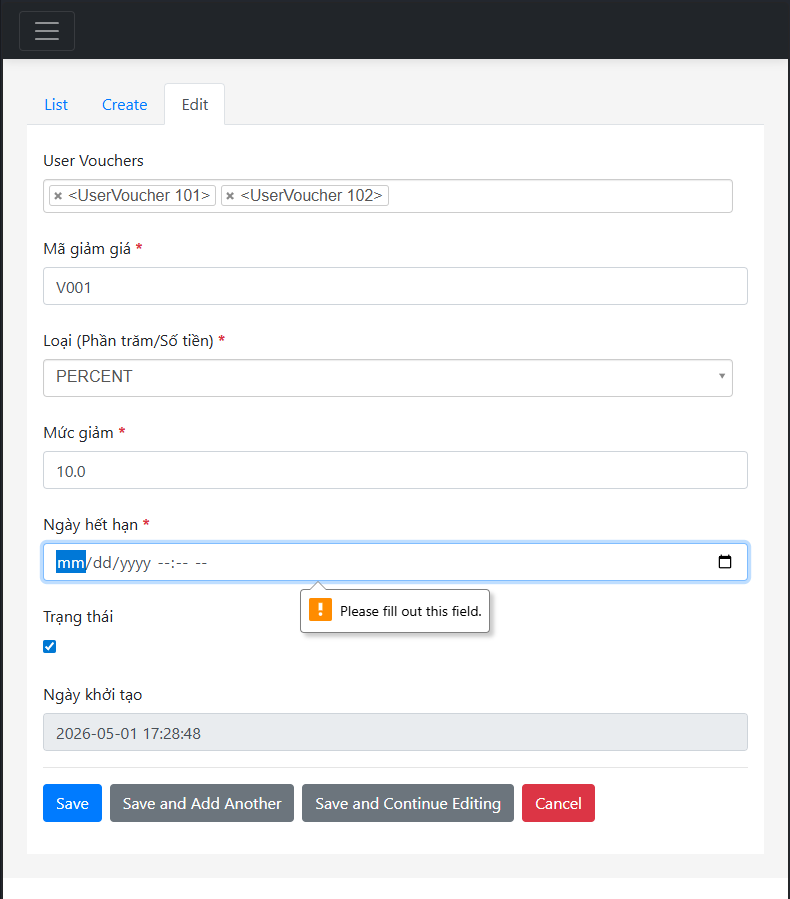 List Create Edit
User Vouchers
× <UserVoucher 101> × <UserVoucher 102>
Mã giảm giá *
V001
Loại (Phần trăm/Số tiền) *
PERCENT
Mức giảm *
10.0
Ngày hết hạn *
mm/dd/yyyy --:-- --
Please fill out this field.
Trạng thái
Ngày khởi tạo
2026-05-01 17:28:48
Save Save and Add Another Save and Continue Editing Cancel